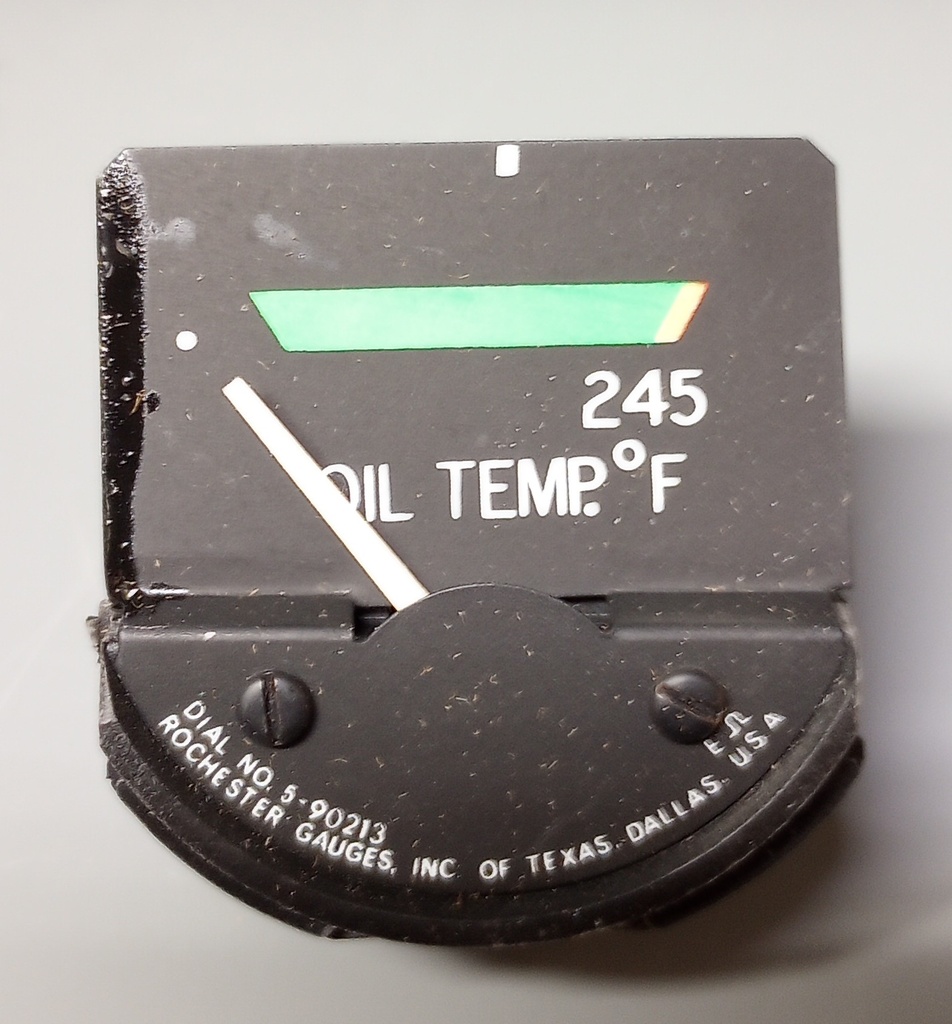 245
OIL TEMP. °F
DIAL NO. 5-90213
E Ω
ROCHESTER GAUGES, INC. OF TEXAS, DALLAS, USA